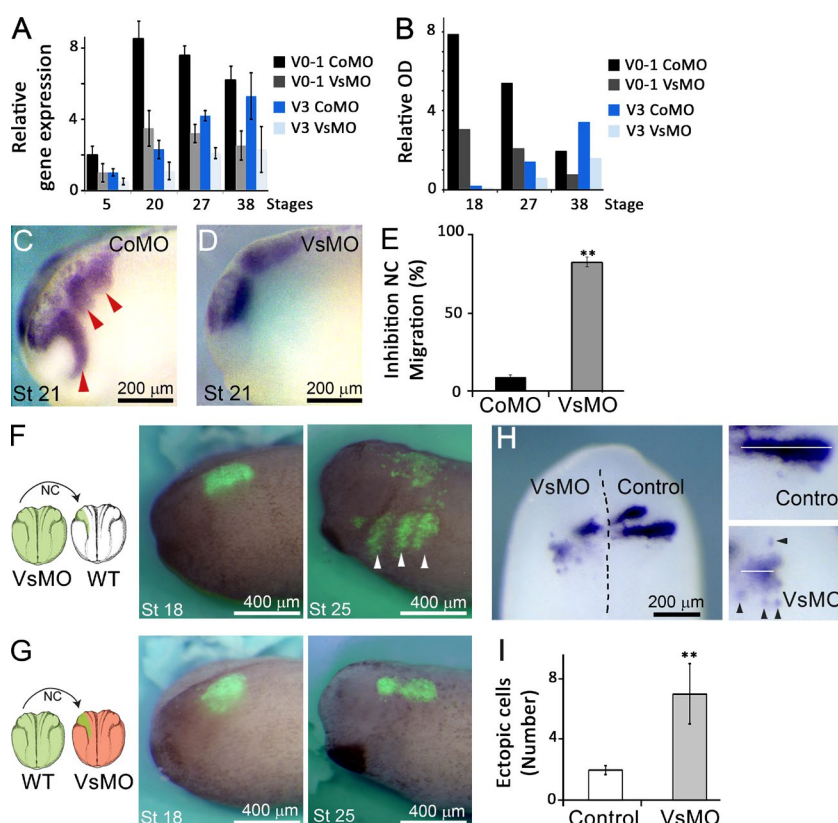 A
Relative
gene expression
8
4
0
5 20 27 38 Stages
V0-1 CoMO
V0-1 VsMO
V3 CoMO
V3 VsMO
B
Relative OD
8
4
0
18 27 38 Stage
V0-1 CoMO
V0-1 VsMO
V3 CoMO
V3 VsMO
C
CoMO
St 21
200 µm
D
VsMO
St 21
200 µm
E
Inhibition NC
Migration (%)
100
50
0
**
CoMO VsMO
F
NC
VsMO WT
St 18
400 µm
St 25
400 µm
G
NC
WT VsMO
St 18
400 µm
St 25
400 µm
H
VsMO Control
200 µm
Contro
VsMO
I
Ectopic cells
(Number)
8
4
0
**
Control VsMO